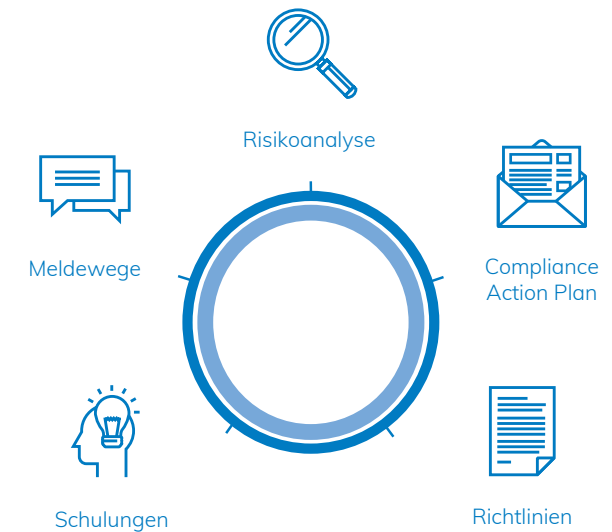 Risikoanalyse
Compliance
Action Plan
Meldewege
Richtlinien
Schulungen